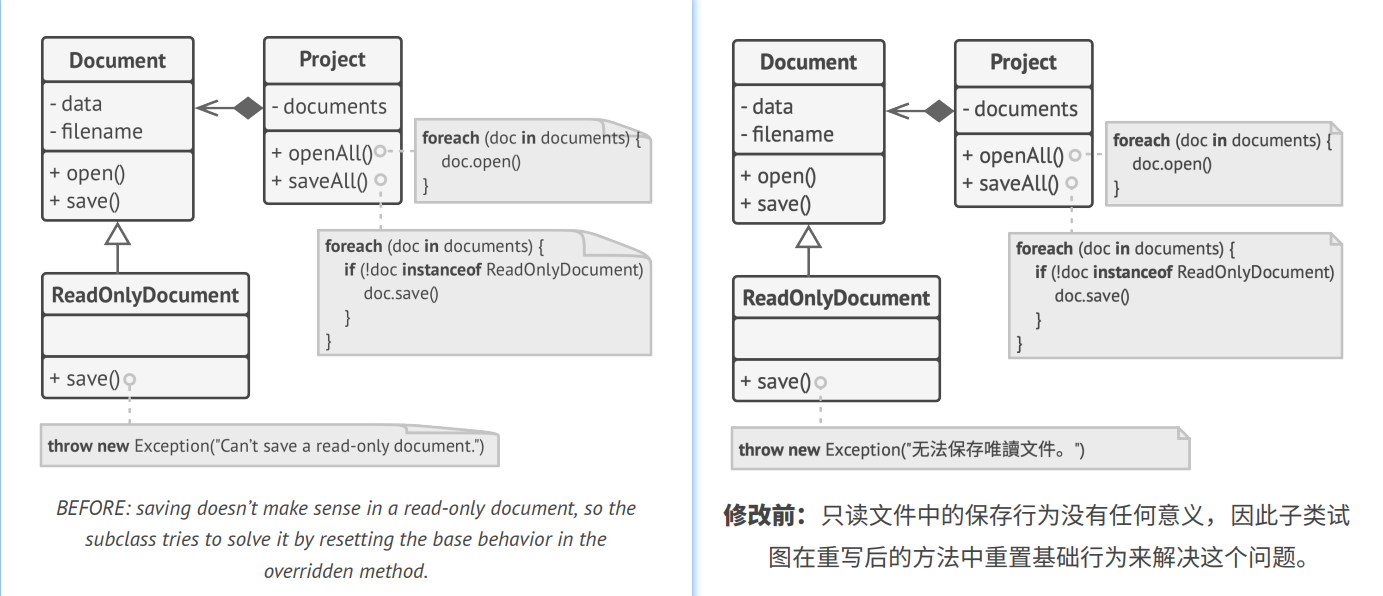 Document
- data
- filename
+ open()
+ save()
Project
- documents
+ openAll()
+ saveAll()
foreach (doc in documents) {
doc.open()
}
foreach (doc in documents) {
if (!doc instanceof ReadOnlyDocument)
doc.save()
}
}
ReadOnlyDocument
+ save()
throw new Exception("Can't save a read-only document.")
BEFORE: saving doesn't make sense in a read-only document, so the
subclass tries to solve it by resetting the base behavior in the
overridden method.
Document
- data
- filename
+ open()
+ save()
Project
- documents
+ openAll()
+ saveAll()
foreach (doc in documents) {
doc.open()
}
foreach (doc in documents) {
if (!doc instanceof ReadOnlyDocument)
doc.save()
}
}
ReadOnlyDocument
+ save()
throw new Exception("无法保存唯讀文件。")
修改前：只读文件中的保存行为没有任何意义，因此子类试
图在重写后的方法中重置基础行为来解决这个问题。